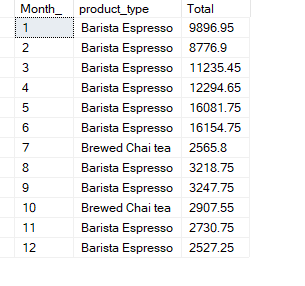 Month_ product_type Total
1 Barista Espresso 9896.95
2 Barista Espresso 8776.9
3 Barista Espresso 11235.45
4 Barista Espresso 12294.65
5 Barista Espresso 16081.75
6 Barista Espresso 16154.75
7 Brewed Chai tea 2565.8
8 Barista Espresso 3218.75
9 Barista Espresso 3247.75
10 Brewed Chai tea 2907.55
11 Barista Espresso 2730.75
12 Barista Espresso 2527.25